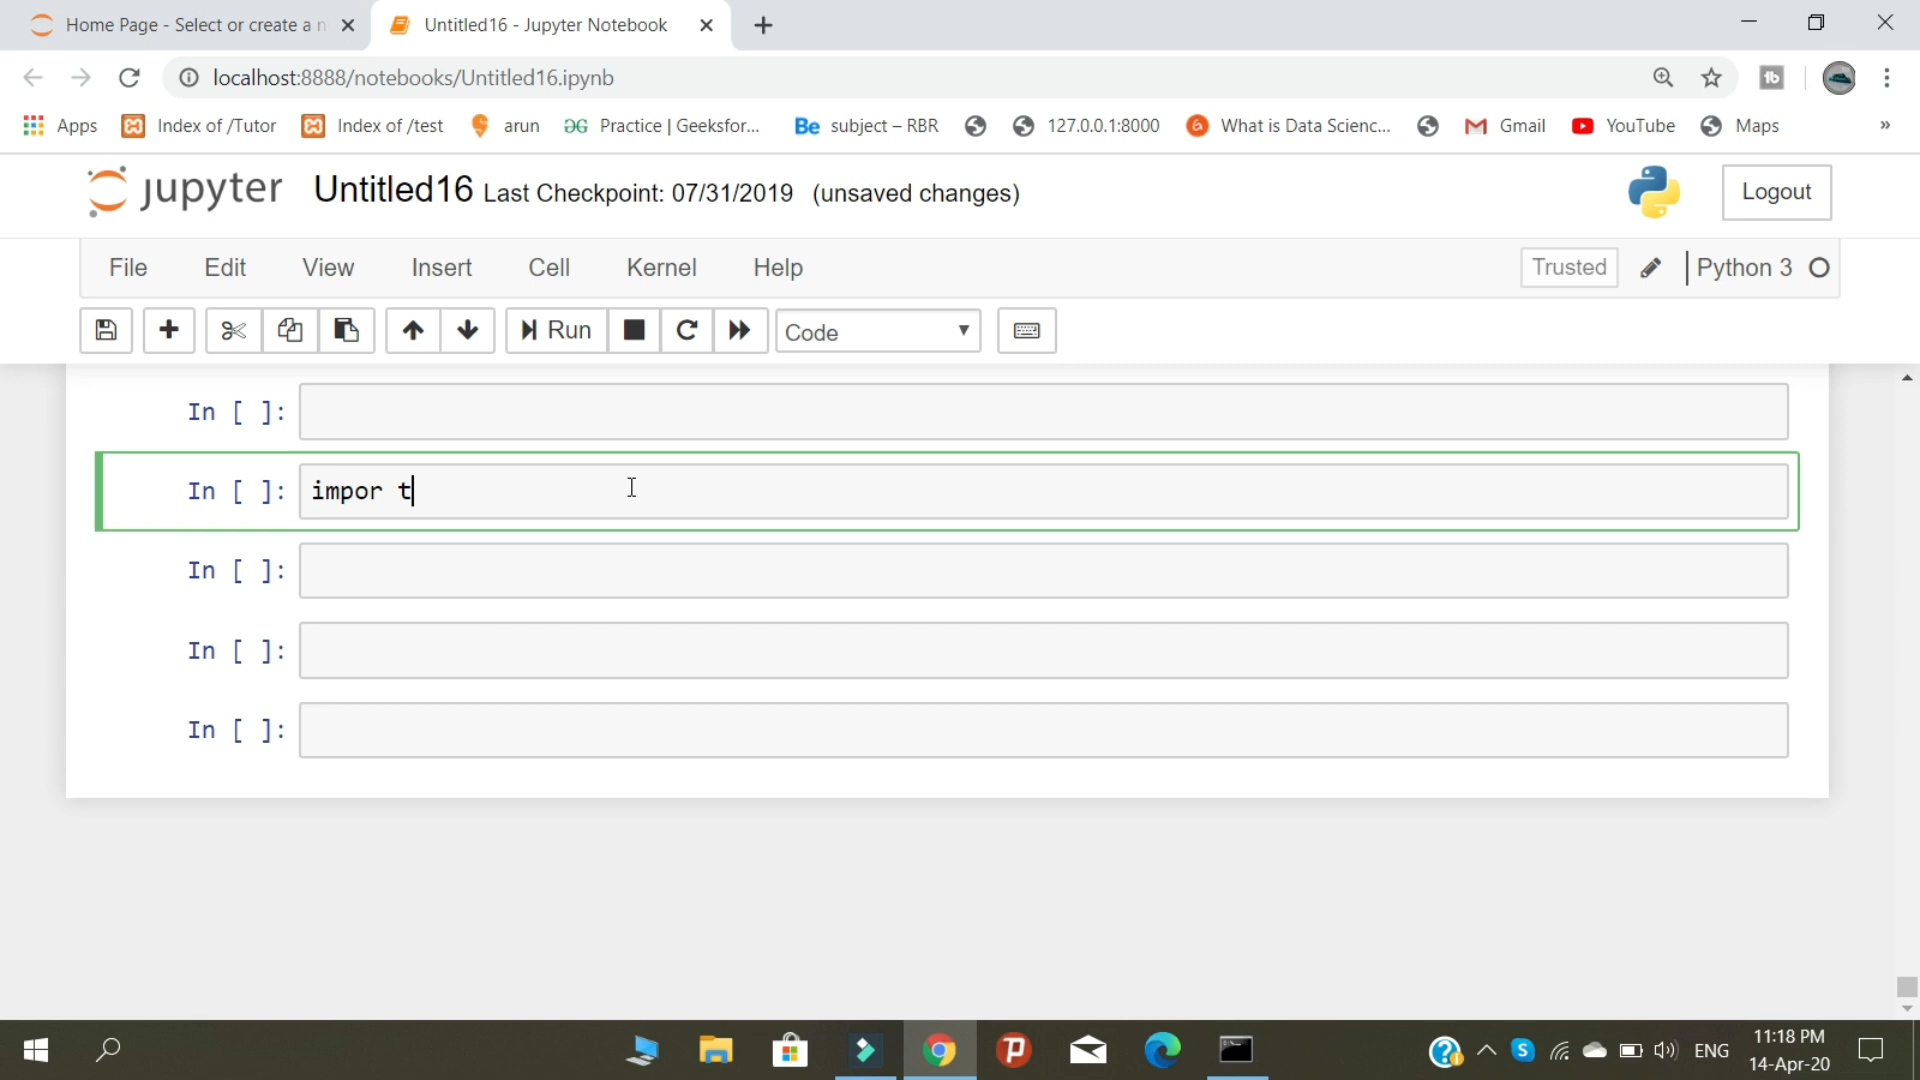 Home Page - Select or create a n
Untitled16 - Jupyter Notebook
localhost:8888/notebooks/Untitled16.ipynb
Apps
Index of /Tutor
Index of /test
arun
Practice | Geeksfor...
Be subject – RBR
127.0.0.1:8000
What is Data Scienc...
Gmail
YouTube
Maps
»
jupyter Untitled16 Last Checkpoint: 07/31/2019 (unsaved changes)
Logout
File Edit View Insert Cell Kernel Help
Trusted
Python 3
Run
Code
In [ ]:
In [ ]: impor t
In [ ]:
In [ ]:
In [ ]:
ENG
11:18 PM
14-Apr-20